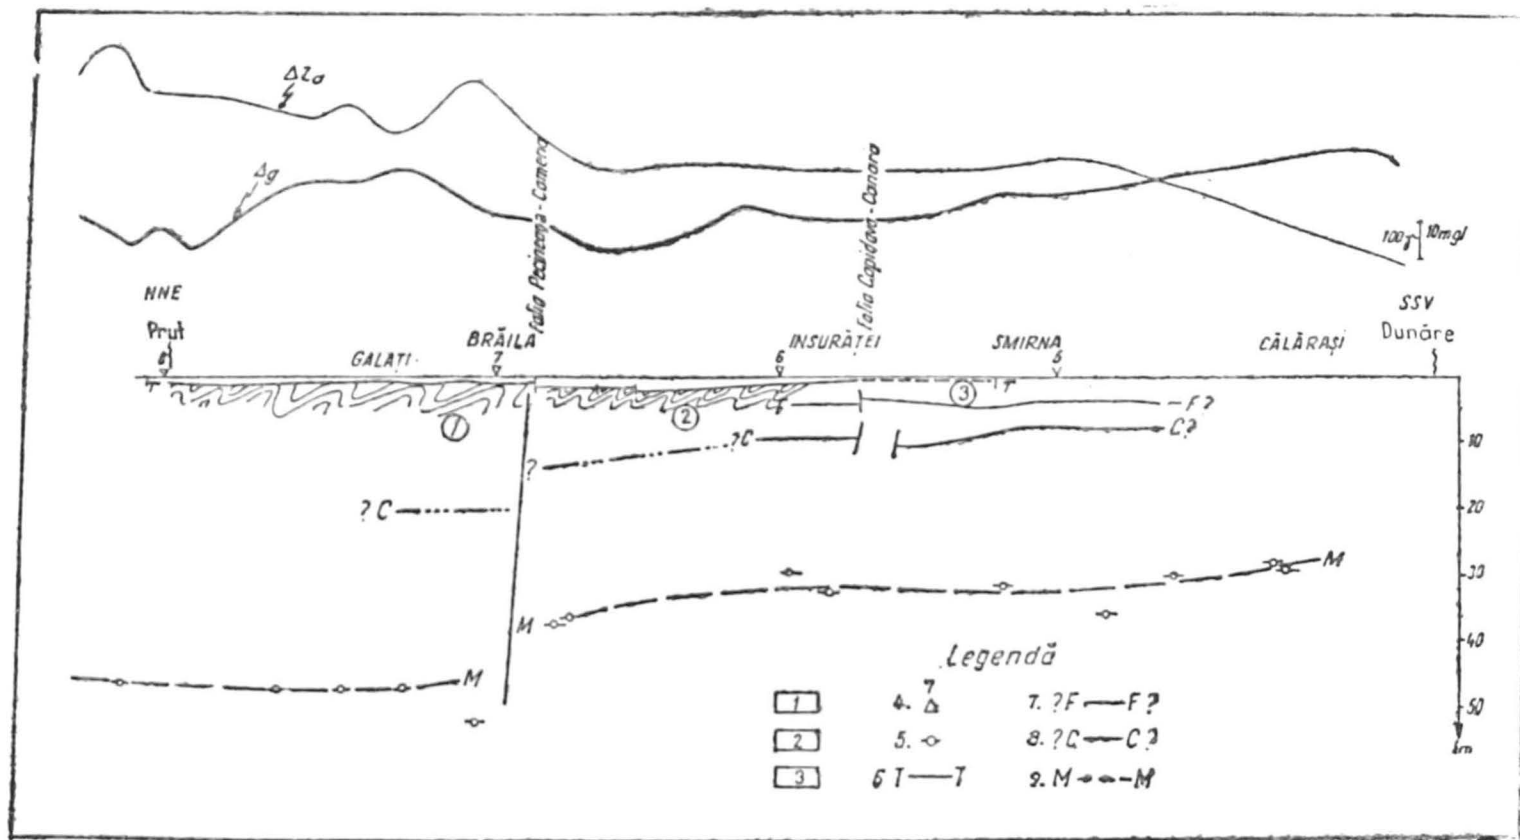 ΔZa
Δg
Falia Peceneaga-Camena
Falia Capidava-Canara
100γ 10mgl
NNE
SSV
Prut
Dunăre
GALAȚI
BRĂILA
INSURĂȚEI
SMIRNA
CĂLĂRAȘI
8
7
6
5
T
T
1
2
3
F?
?C
C?
?
?C
M
M
M
10
20
30
40
50
km
Legendă
1
4. 7
7. ?F F?
2
5.
8. ?C C?
3
6 T T
9. M M